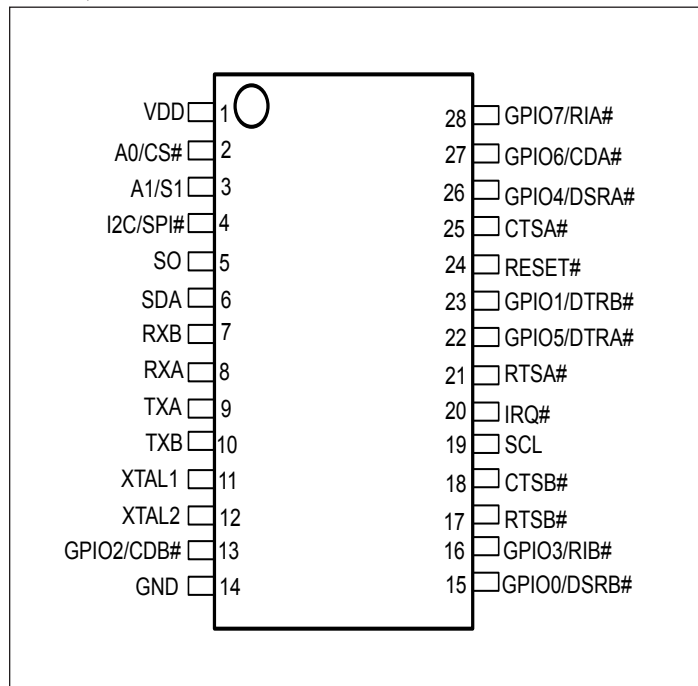 VDD 1 28 GPIO7/RIA#
A0/CS# 2 27 GPIO6/CDA#
A1/S1 3 26 GPIO4/DSRA#
I2C/SPI# 4 25 CTSA#
SO 5 24 RESET#
SDA 6 23 GPIO1/DTRB#
RXB 7 22 GPIO5/DTRA#
RXA 8 21 RTSA#
TXA 9 20 IRQ#
TXB 10 19 SCL
XTAL1 11 18 CTSB#
XTAL2 12 17 RTSB#
GPIO2/CDB# 13 16 GPIO3/RIB#
GND 14 15 GPIO0/DSRB#